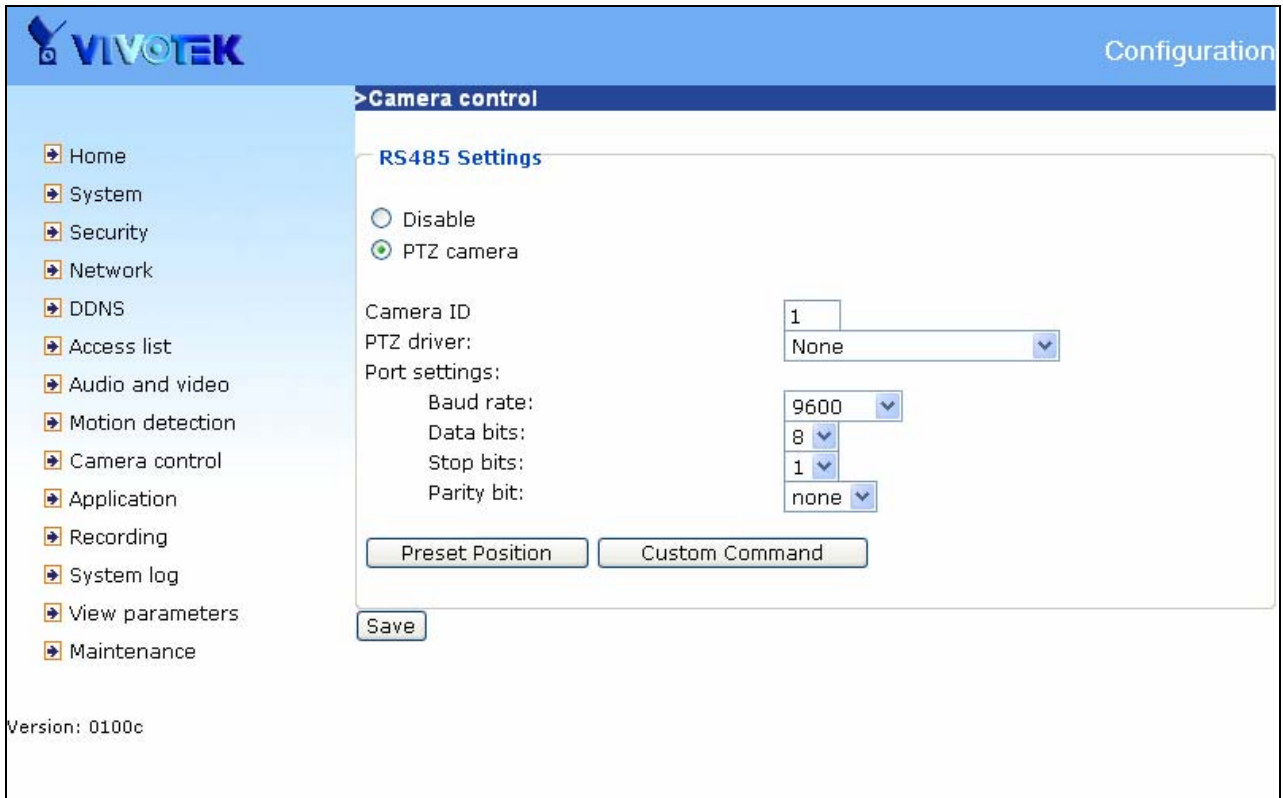 VIVOTEK
Configuration
>Camera control
Home
System
Security
Network
DDNS
Access list
Audio and video
Motion detection
Camera control
Application
Recording
System log
View parameters
Maintenance
Version: 0100c
RS485 Settings
Disable
PTZ camera
Camera ID 1
PTZ driver: None
Port settings:
Baud rate: 9600
Data bits: 8
Stop bits: 1
Parity bit: none
Preset Position Custom Command
Save